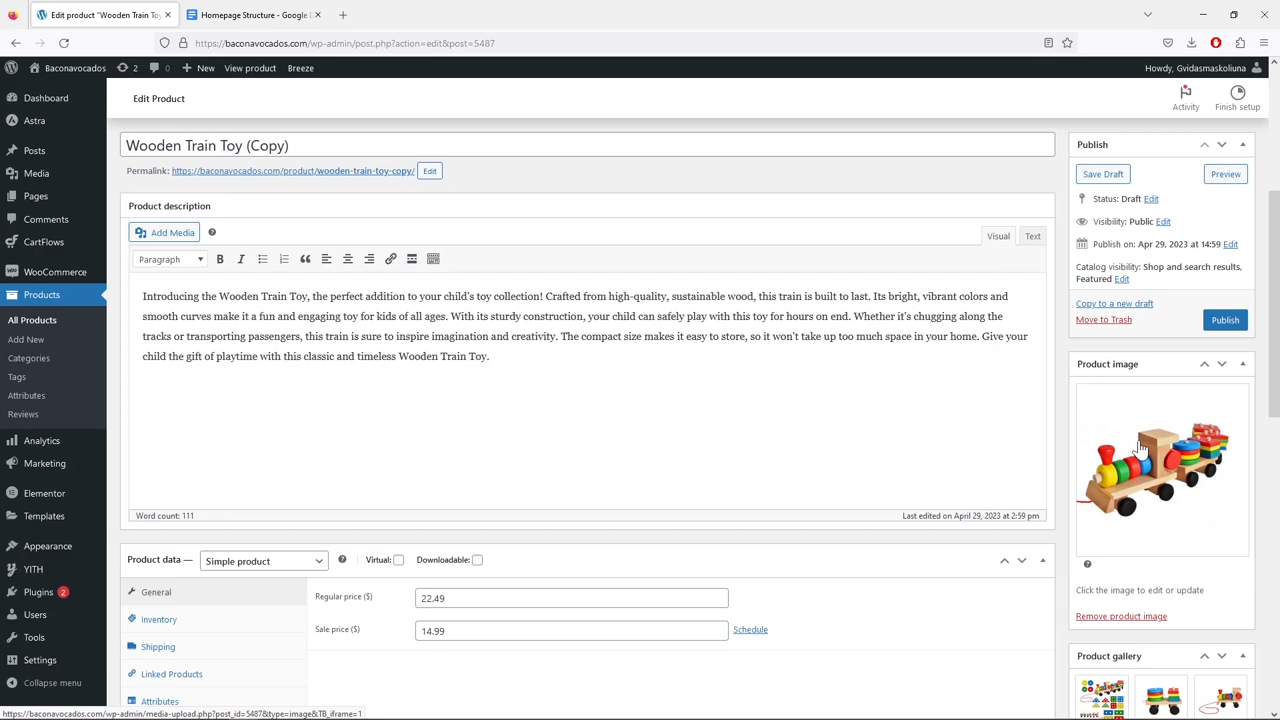 Edit product "Wooden Train To
Homepage Structure - Google
https://baconavocados.com/wp-admin/post.php?action=edit&post=5487
Baconavocados
2
0
New
View product
Breeze
Howdy, Gvidasmaskoliuna
Dashboard
Astra
Posts
Media
Pages
Comments
CartFlows
WooCommerce
Products
All Products
Add New
Categories
Tags
Attributes
Reviews
Analytics
Marketing
Elementor
Templates
Appearance
YITH
Plugins 2
Users
Tools
Settings
Collapse menu
Edit Product
Activity
Finish setup
Wooden Train Toy (Copy)
Permalink: https://baconavocados.com/product/wooden-train-toy-copy/ Edit
Product description
Add Media
Visual
Text
Paragraph
B I
Introducing the Wooden Train Toy, the perfect addition to your child's toy collection! Crafted from high-quality, sustainable wood, this train is built to last. Its bright, vibrant colors and
smooth curves make it a fun and engaging toy for kids of all ages. With its sturdy construction, your child can safely play with this toy for hours on end. Whether it's chugging along the
tracks or transporting passengers, this train is sure to inspire imagination and creativity. The compact size makes it easy to store, so it won't take up too much space in your home. Give your
child the gift of playtime with this classic and timeless Wooden Train Toy.
Word count: 111
Last edited on April 29, 2023 at 2:59 pm
Product data — Simple product
Virtual:
Downloadable:
General
Inventory
Shipping
Linked Products
Attributes
Regular price ($)
22.49
Sale price ($)
14.99
Schedule
Publish
Save Draft
Preview
Status: Draft Edit
Visibility: Public Edit
Publish on: Apr 29, 2023 at 14:59 Edit
Catalog visibility: Shop and search results,
Featured Edit
Copy to a new draft
Move to Trash
Publish
Product image
Click the image to edit or update
Remove product image
Product gallery
https://baconavocados.com/wp-admin/media-upload.php?post_id=5487&type=image&TB_iframe=1